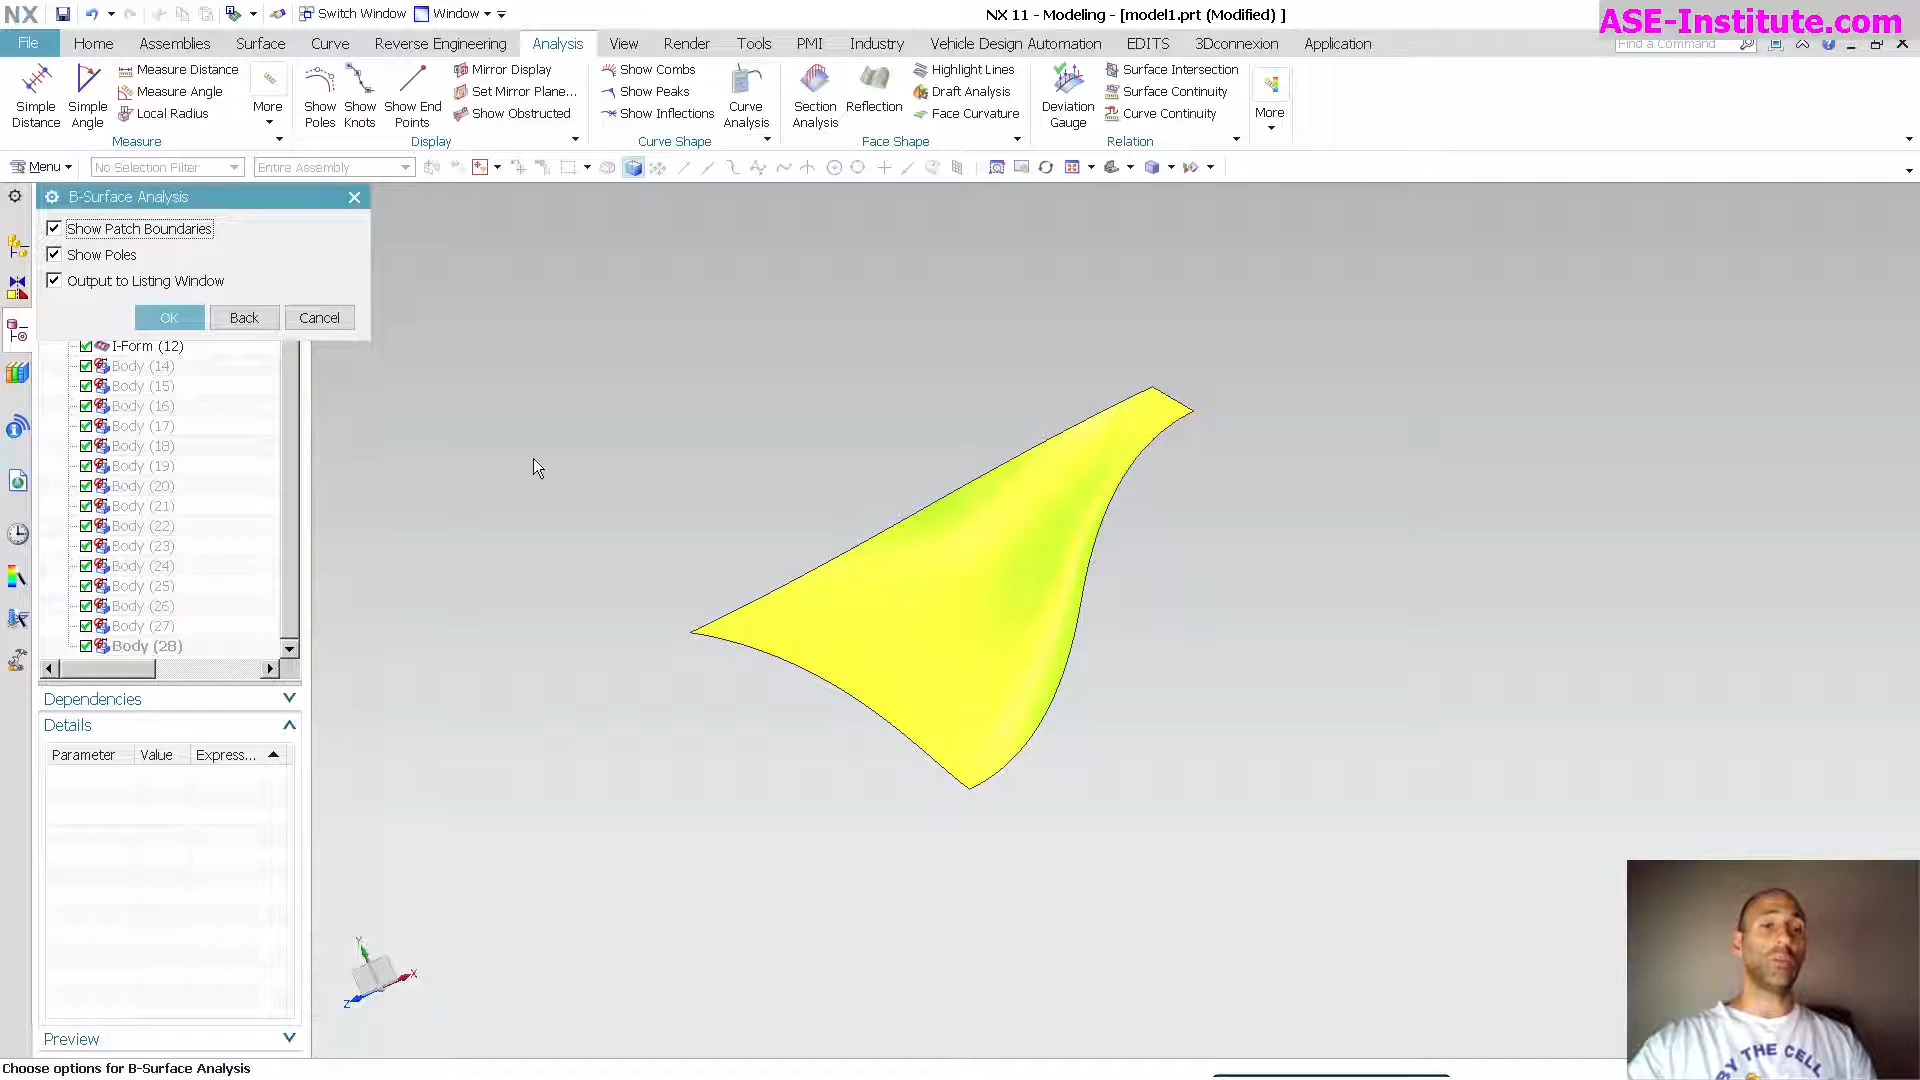 NX
Switch Window
Window
NX 11 - Modeling - [model1.prt (Modified) ]
ASE-Institute.com
File
Home
Assemblies
Surface
Curve
Reverse Engineering
Analysis
View
Render
Tools
PMI
Industry
Vehicle Design Automation
EDITS
3Dconnexion
Application
Find a Command
Simple Distance
Simple Angle
Measure Distance
Measure Angle
Local Radius
More
Show Poles
Show Knots
Show End Points
Mirror Display
Set Mirror Plane...
Show Obstructed
Show Combs
Show Peaks
Show Inflections
Curve Analysis
Section Analysis
Reflection
Highlight Lines
Draft Analysis
Face Curvature
Deviation Gauge
Surface Intersection
Surface Continuity
Curve Continuity
More
Measure
Display
Curve Shape
Face Shape
Relation
Menu
No Selection Filter
Entire Assembly
B-Surface Analysis
Show Patch Boundaries
Show Poles
Output to Listing Window
OK
Back
Cancel
I-Form (12)
Body (14)
Body (15)
Body (16)
Body (17)
Body (18)
Body (19)
Body (20)
Body (21)
Body (22)
Body (23)
Body (24)
Body (25)
Body (26)
Body (27)
Body (28)
Dependencies
Details
Parameter
Value
Express...
Y
X
Z
Preview
BY THE CELL
Choose options for B-Surface Analysis